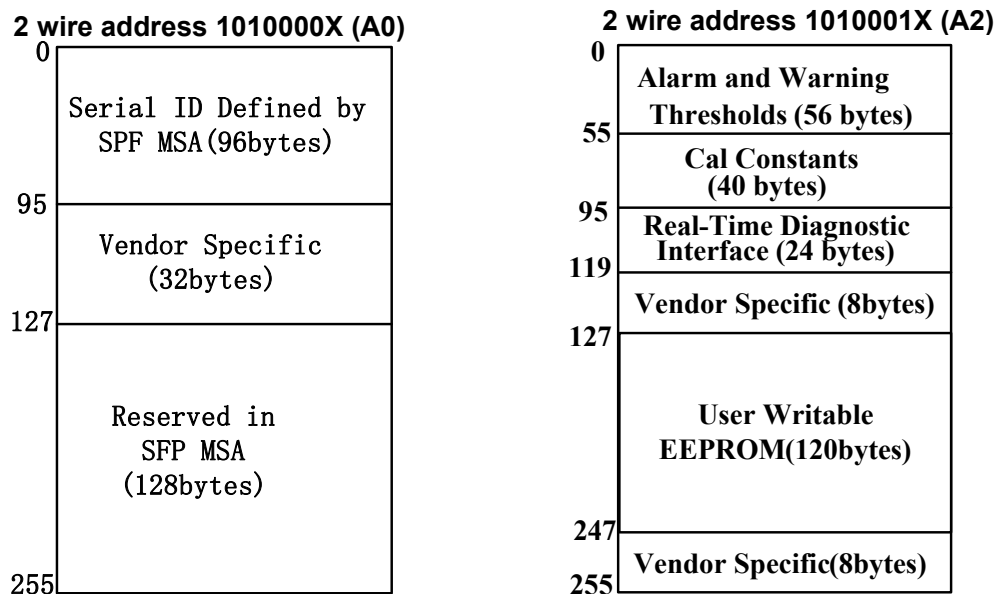 2 wire address 1010000X (A0)
0
Serial ID Defined by
SPF MSA(96bytes)
95
Vendor Specific
(32bytes)
127
Reserved in
SFP MSA
(128bytes)
255
2 wire address 1010001X (A2)
0
Alarm and Warning
Thresholds (56 bytes)
55
Cal Constants
(40 bytes)
95
Real-Time Diagnostic
Interface (24 bytes)
119
Vendor Specific (8bytes)
127
User Writable
EEPROM(120bytes)
247
Vendor Specific(8bytes)
255